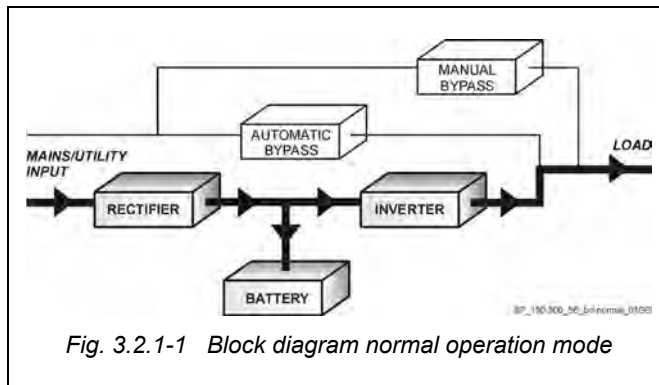 MANUAL
BYPASS
AUTOMATIC
BYPASS
LOAD
MAINS/UTILITY
INPUT
RECTIFIER
INVERTER
BATTERY
Fig. 3.2.1-1 Block diagram normal operation mode